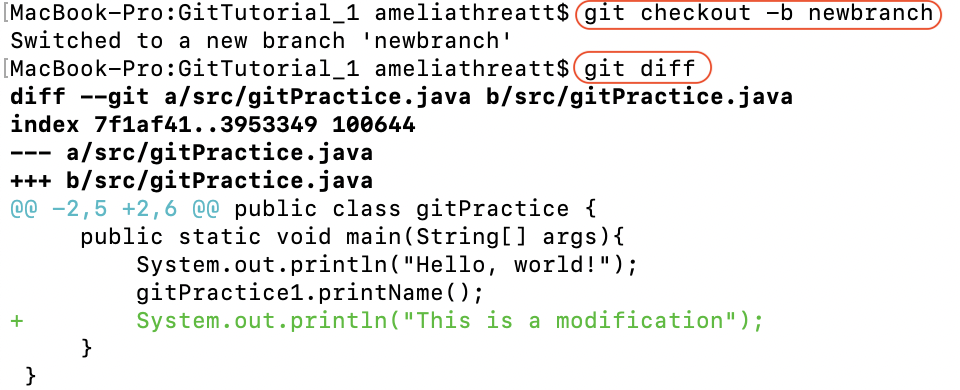 [MacBook-Pro:GitTutorial_1 ameliathreatt$ git checkout -b newbranch
Switched to a new branch 'newbranch'
[MacBook-Pro:GitTutorial_1 ameliathreatt$ git diff
diff --git a/src/gitPractice.java b/src/gitPractice.java
index 7f1af41..3953349 100644
--- a/src/gitPractice.java
+++ b/src/gitPractice.java
@@ -2,5 +2,6 @@ public class gitPractice {
     public static void main(String[] args){
         System.out.println("Hello, world!");
         gitPractice1.printName();
+        System.out.println("This is a modification");
     }
 }